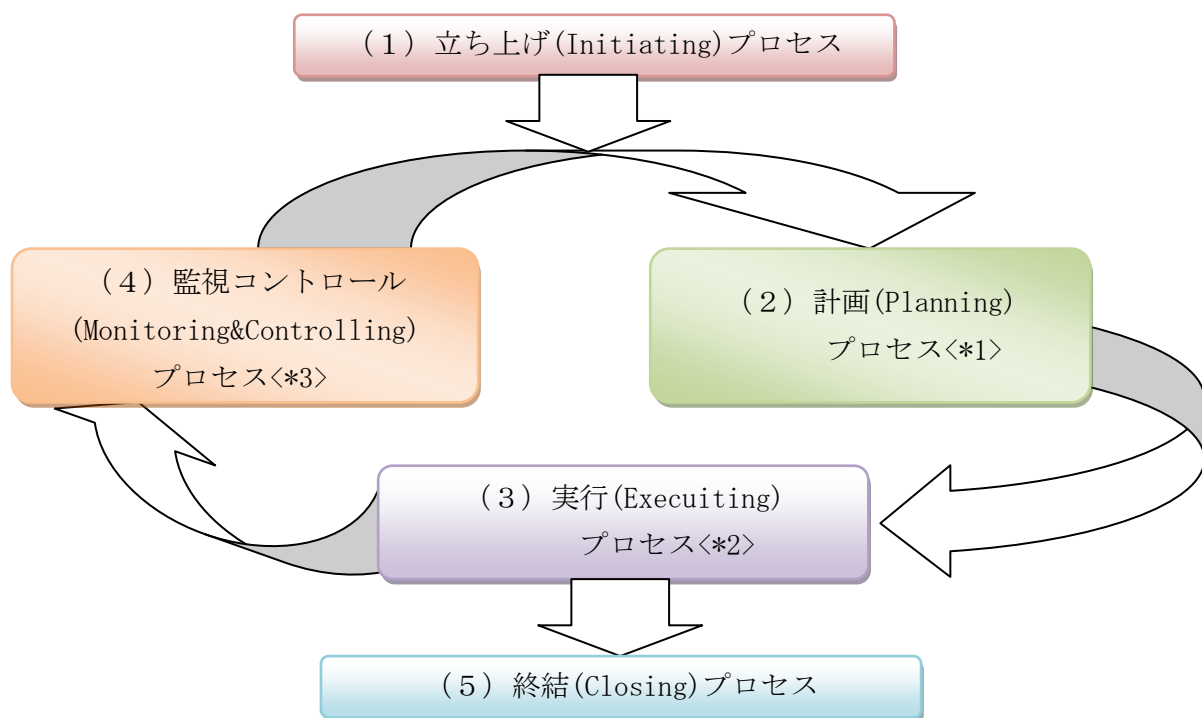 （１）立ち上げ(Initiating)プロセス
（４）監視コントロール
(Monitoring&Controlling)
プロセス<*3>
（２）計画(Planning)
プロセス<*1>
（３）実行(Execuiting)
プロセス<*2>
（５）終結(Closing)プロセス